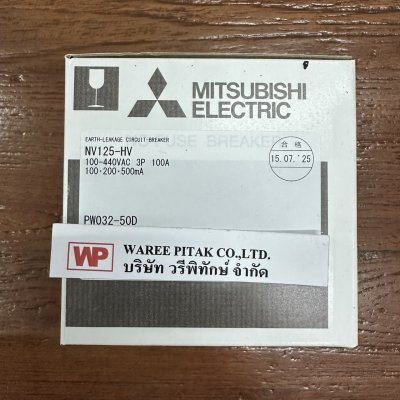 MITSUBISHI
ELECTRIC
EARTH-LEAKAGE CIRCUIT-BREAKER
NV125-HV
100-440VAC 3P 100A
100·200·500mA
合格
15.07.'25
PW032-50D
WP
WAREE PITAK CO.,LTD.
บริษัท วรีพิทักษ์ จำกัด